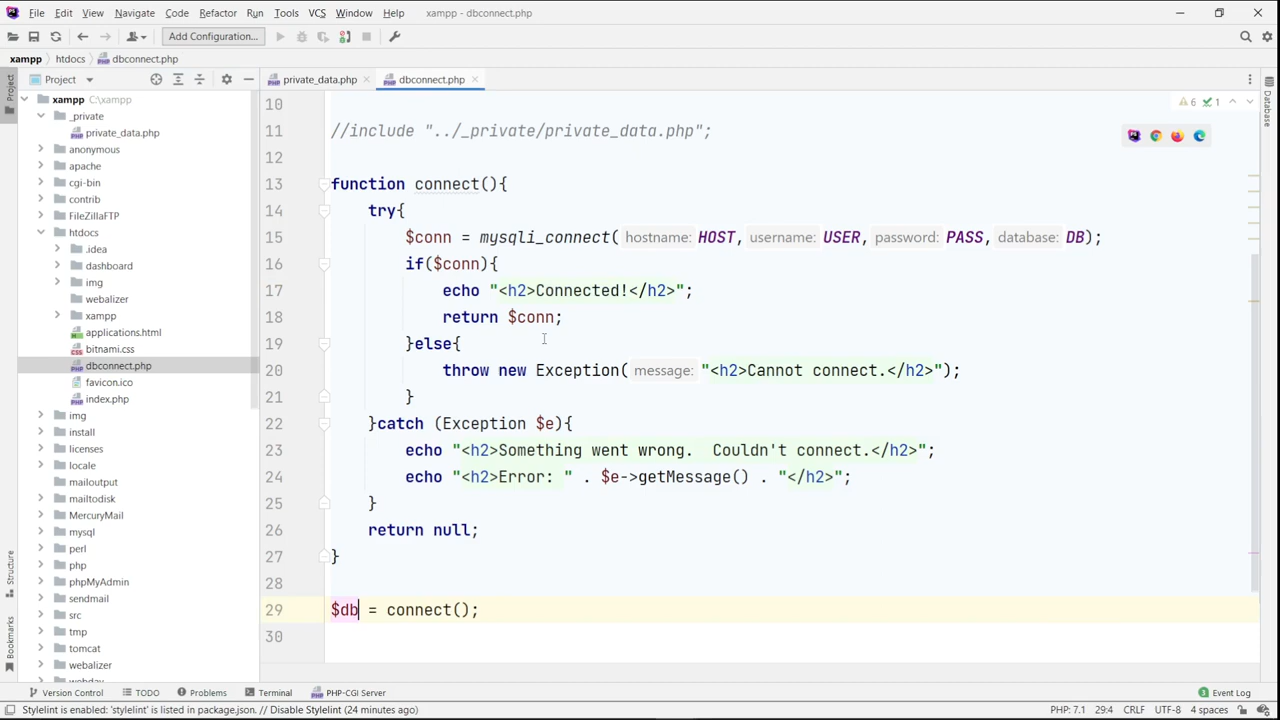 File Edit View Navigate Code Refactor Run Tools VCS Window Help xampp - dbconnect.php
Add Configuration...
xampp htdocs dbconnect.php
Project
private_data.php
dbconnect.php
Project
Structure
Bookmarks
xampp C:\xampp
_private
private_data.php
anonymous
apache
cgi-bin
contrib
FileZillaFTP
htdocs
.idea
dashboard
img
webalizer
xampp
applications.html
bitnami.css
dbconnect.php
favicon.ico
index.php
img
install
licenses
locale
mailoutput
mailtodisk
MercuryMail
mysql
perl
php
phpMyAdmin
sendmail
src
tmp
tomcat
webalizer
webdav
6 1
Database
10
11 //include "../_private/private_data.php";
12
13 function connect(){
14 try{
15 $conn = mysqli_connect( hostname: HOST, username: USER, password: PASS, database: DB);
16 if($conn){
17 echo "<h2>Connected!</h2>";
18 return $conn;
19 }else{
20 throw new Exception( message: "<h2>Cannot connect.</h2>");
21 }
22 }catch (Exception $e){
23 echo "<h2>Something went wrong.  Couldn't connect.</h2>";
24 echo "<h2>Error: " . $e->getMessage() . "</h2>";
25 }
26 return null;
27 }
28
29 $db = connect();
30
Version Control TODO Problems Terminal PHP-CGI Server Event Log
Stylelint is enabled: 'stylelint' is listed in package.json. // Disable Stylelint (24 minutes ago) PHP: 7.1 29:4 CRLF UTF-8 4 spaces